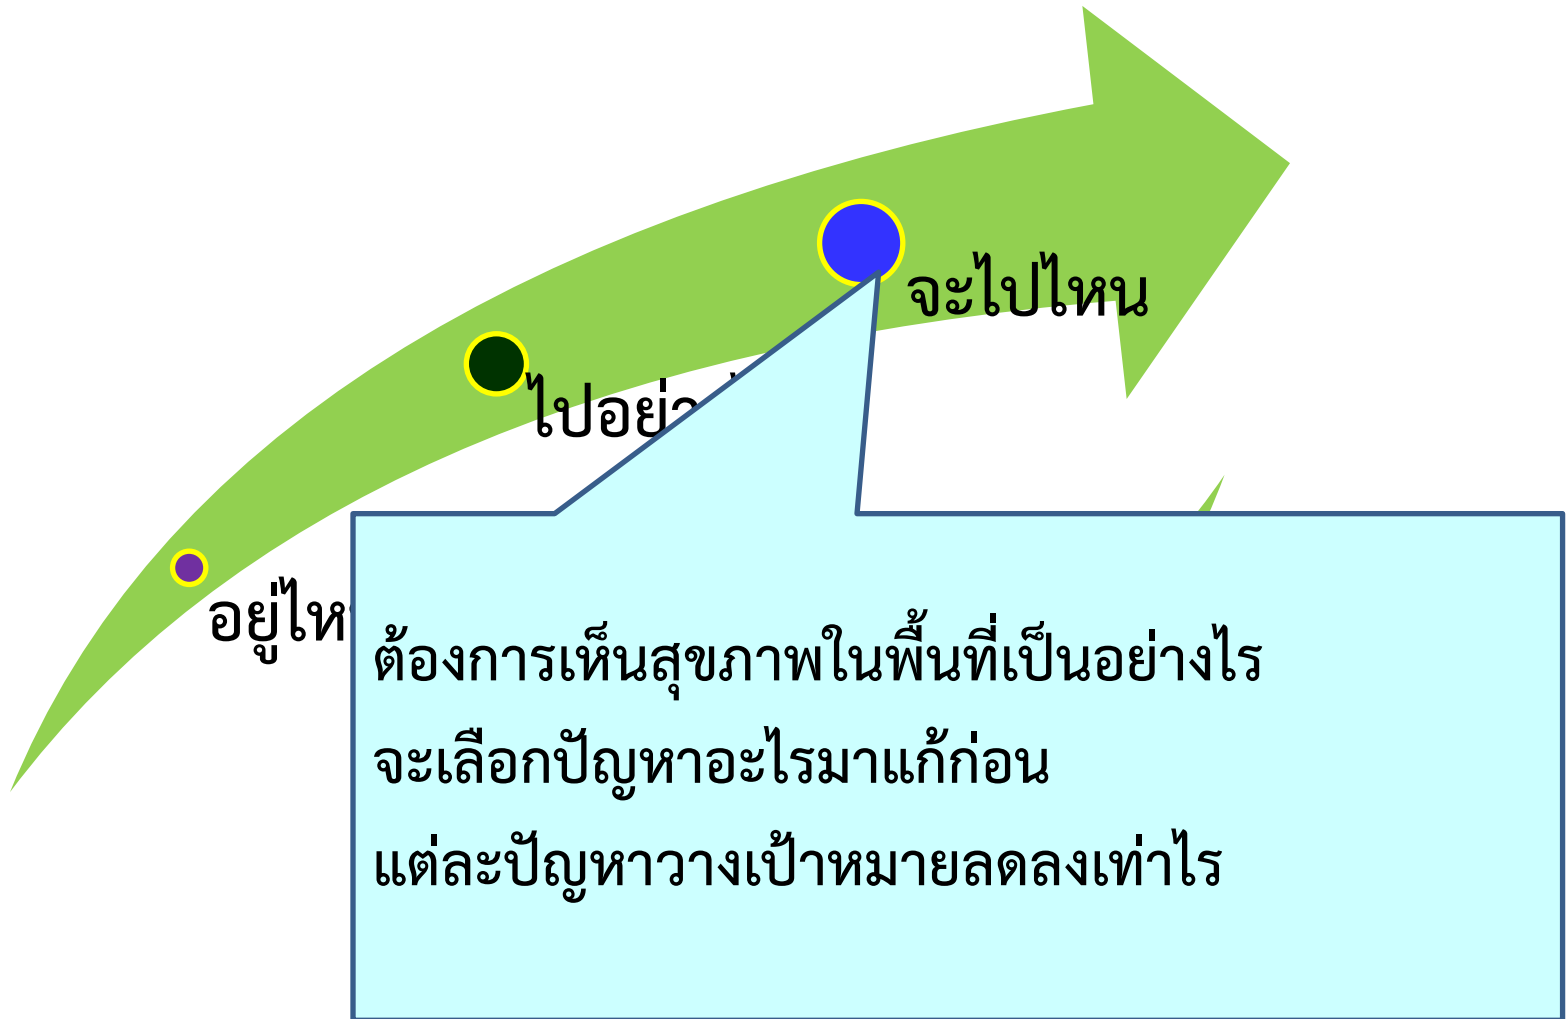 จะไปไหน
ต้องการเห็นสุขภาพในพื้นที่เป็นอย่างไร
จะเลือกปัญหาอะไรมาแก้ก่อน
แต่ละปัญหาวางเป้าหมายลดลงเท่าไร